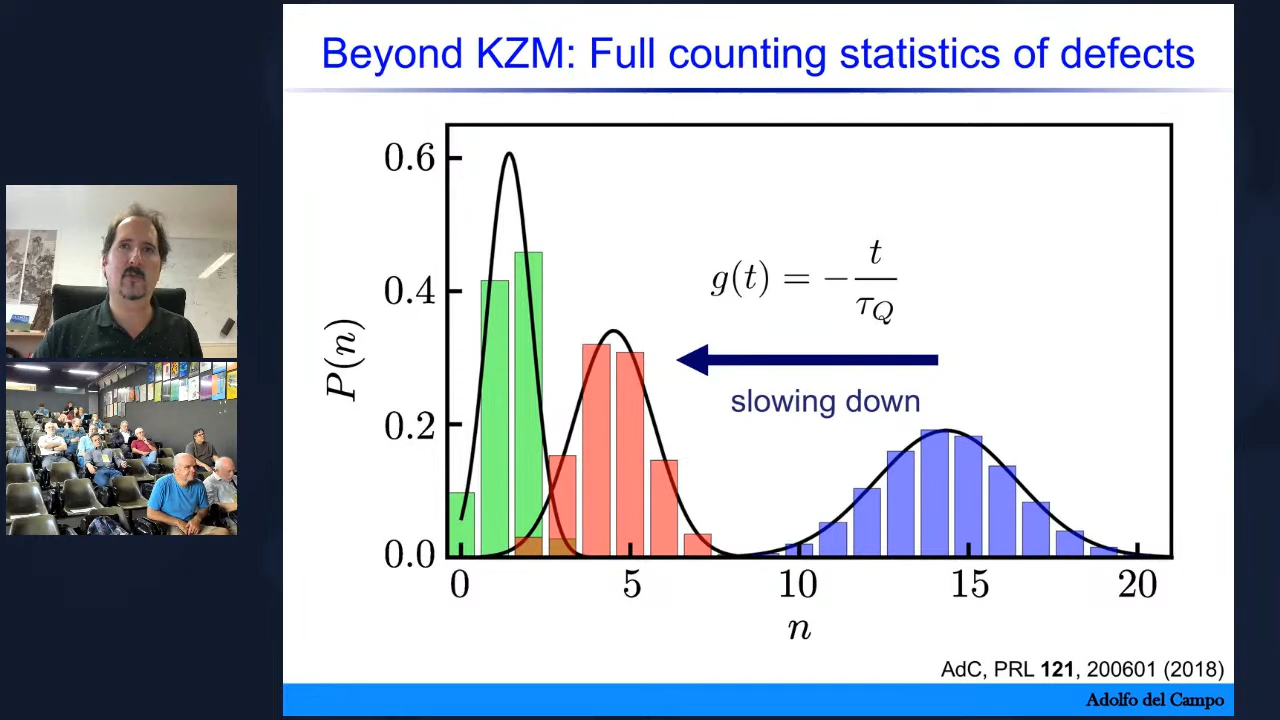 Beyond KZM: Full counting statistics of defects
0.6
0.4
0.2
0.0
P(n)
g(t) = −t/τ_Q
slowing down
0 5 10 15 20
n
AdC, PRL 121, 200601 (2018)
Adolfo del Campo